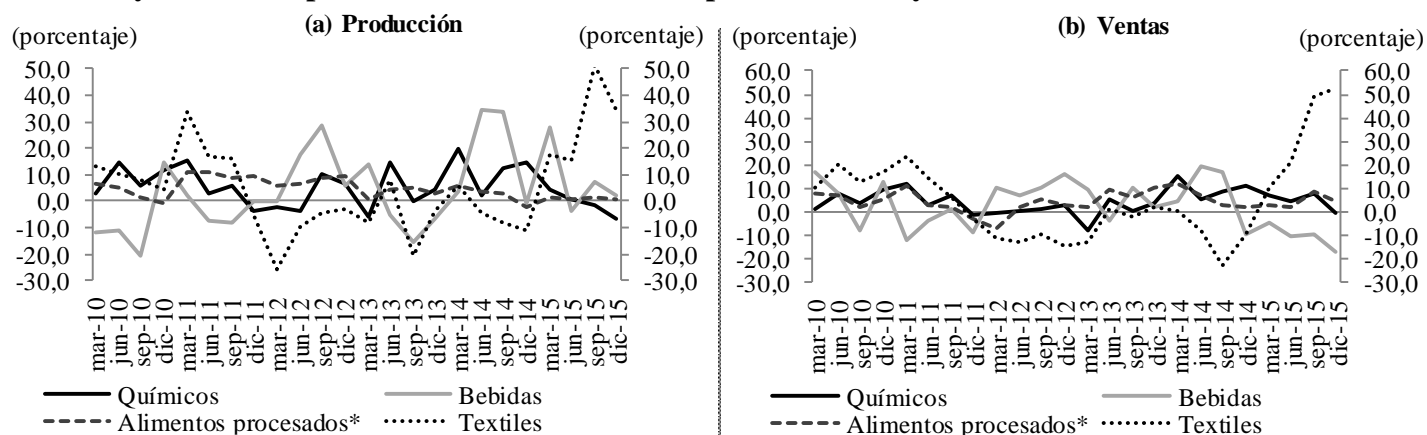 (a) Producción
(porcentaje) (porcentaje)
50,0 50,0
40,0 40,0
30,0 30,0
20,0 20,0
10,0 10,0
0,0 0,0
-10,0 -10,0
-20,0 -20,0
-30,0 -30,0
mar-10
jun-10
sep-10
dic-10
mar-11
jun-11
sep-11
dic-11
mar-12
jun-12
sep-12
dic-12
mar-13
jun-13
sep-13
dic-13
mar-14
jun-14
sep-14
dic-14
mar-15
jun-15
sep-15
dic-15
Químicos Bebidas
Alimentos procesados* Textiles
(b) Ventas
(porcentaje) (porcentaje)
60,0 60,0
50,0 50,0
40,0 40,0
30,0 30,0
20,0 20,0
10,0 10,0
0,0 0,0
-10,0 -10,0
-20,0 -20,0
-30,0 -30,0
mar-10
jun-10
sep-10
dic-10
mar-11
jun-11
sep-11
dic-11
mar-12
jun-12
sep-12
dic-12
mar-13
jun-13
sep-13
dic-13
mar-14
jun-14
sep-14
dic-14
mar-15
jun-15
sep-15
dic-15
Químicos Bebidas
Alimentos procesados* Textiles